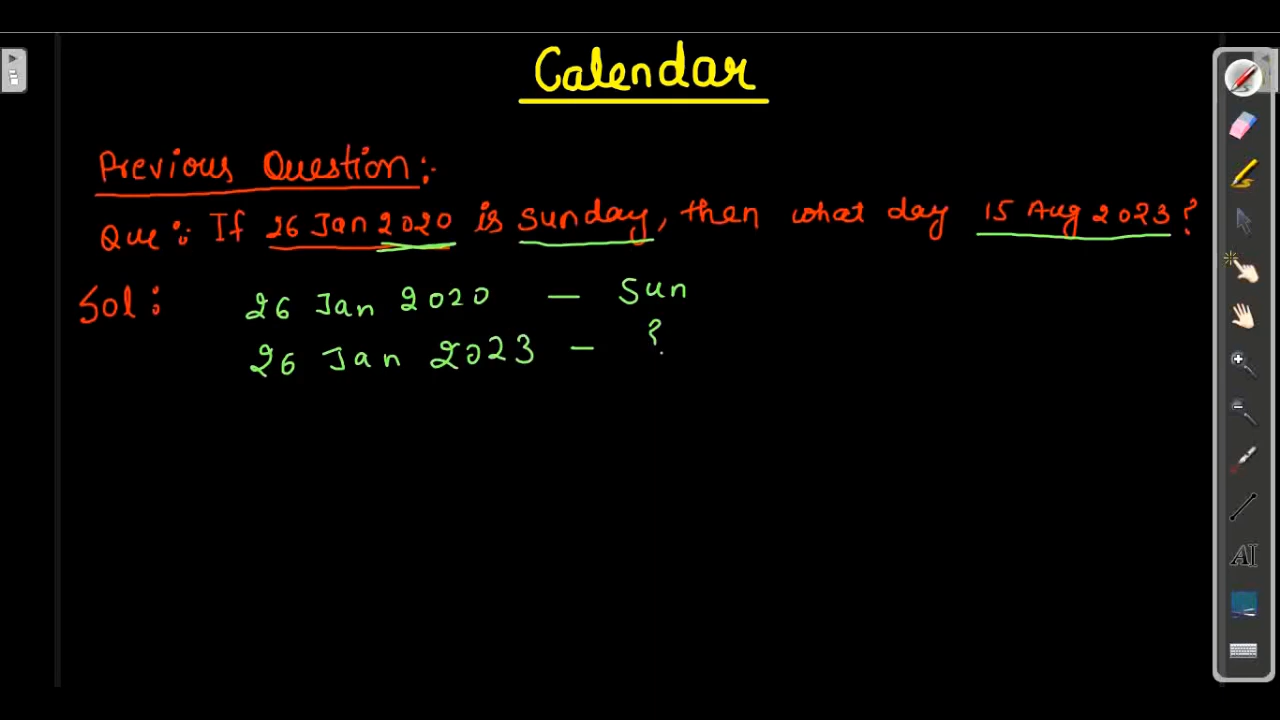 Calendar
Previous Question:-
Que: If 26 Jan 2020 is sunday, then what day 15 Aug 2023?
Sol: 26 Jan 2020 — Sun
26 Jan 2023 - ?
AI